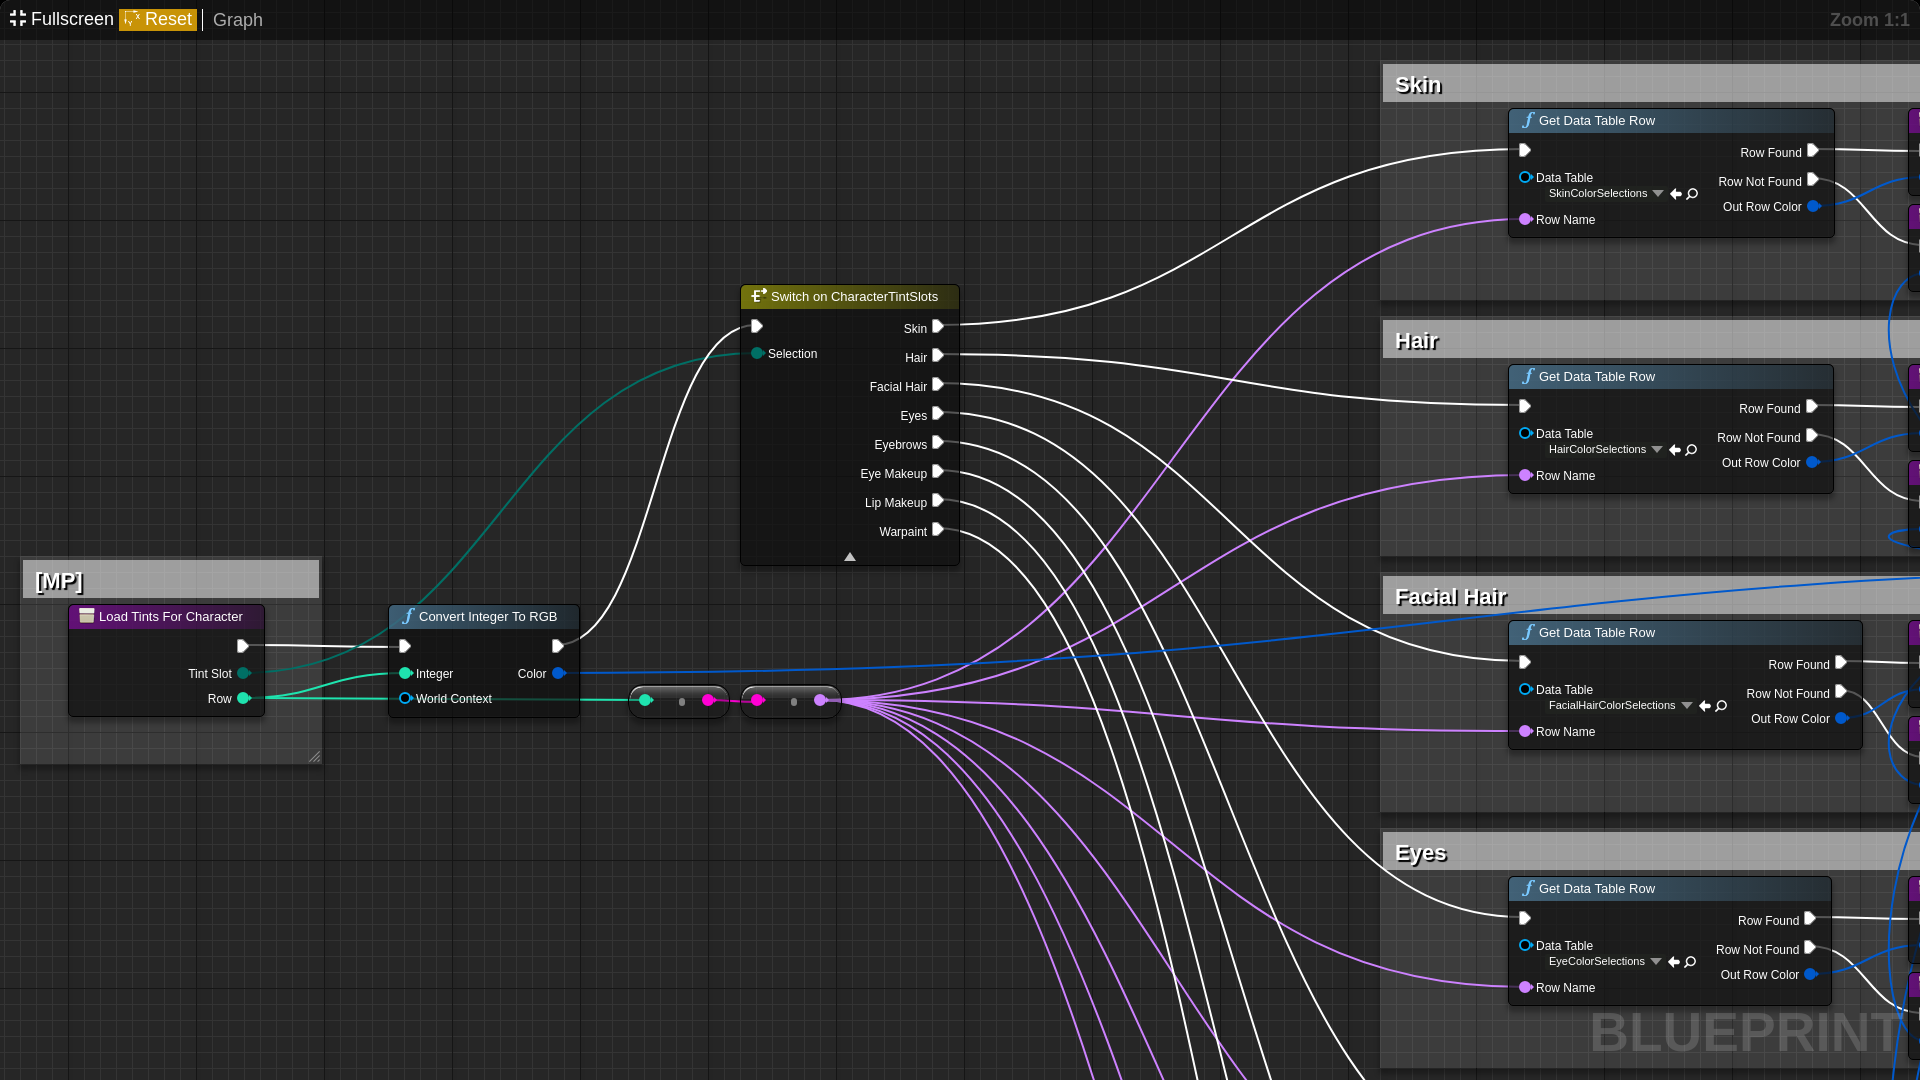 Fullscreen Reset Graph
Zoom 1:1
[MP]
Load Tints For Character
Tint Slot
Row
Convert Integer To RGB
Integer
Color
World Context
Switch on CharacterTintSlots
Selection
Skin
Hair
Facial Hair
Eyes
Eyebrows
Eye Makeup
Lip Makeup
Warpaint
Skin
Get Data Table Row
Row Found
Data Table
Row Not Found
SkinColorSelections
Out Row Color
Row Name
Hair
Get Data Table Row
Row Found
Data Table
Row Not Found
HairColorSelections
Out Row Color
Row Name
Facial Hair
Get Data Table Row
Row Found
Data Table
Row Not Found
FacialHairColorSelections
Out Row Color
Row Name
Eyes
Get Data Table Row
Row Found
Data Table
Row Not Found
EyeColorSelections
Out Row Color
Row Name
BLUEPRINT